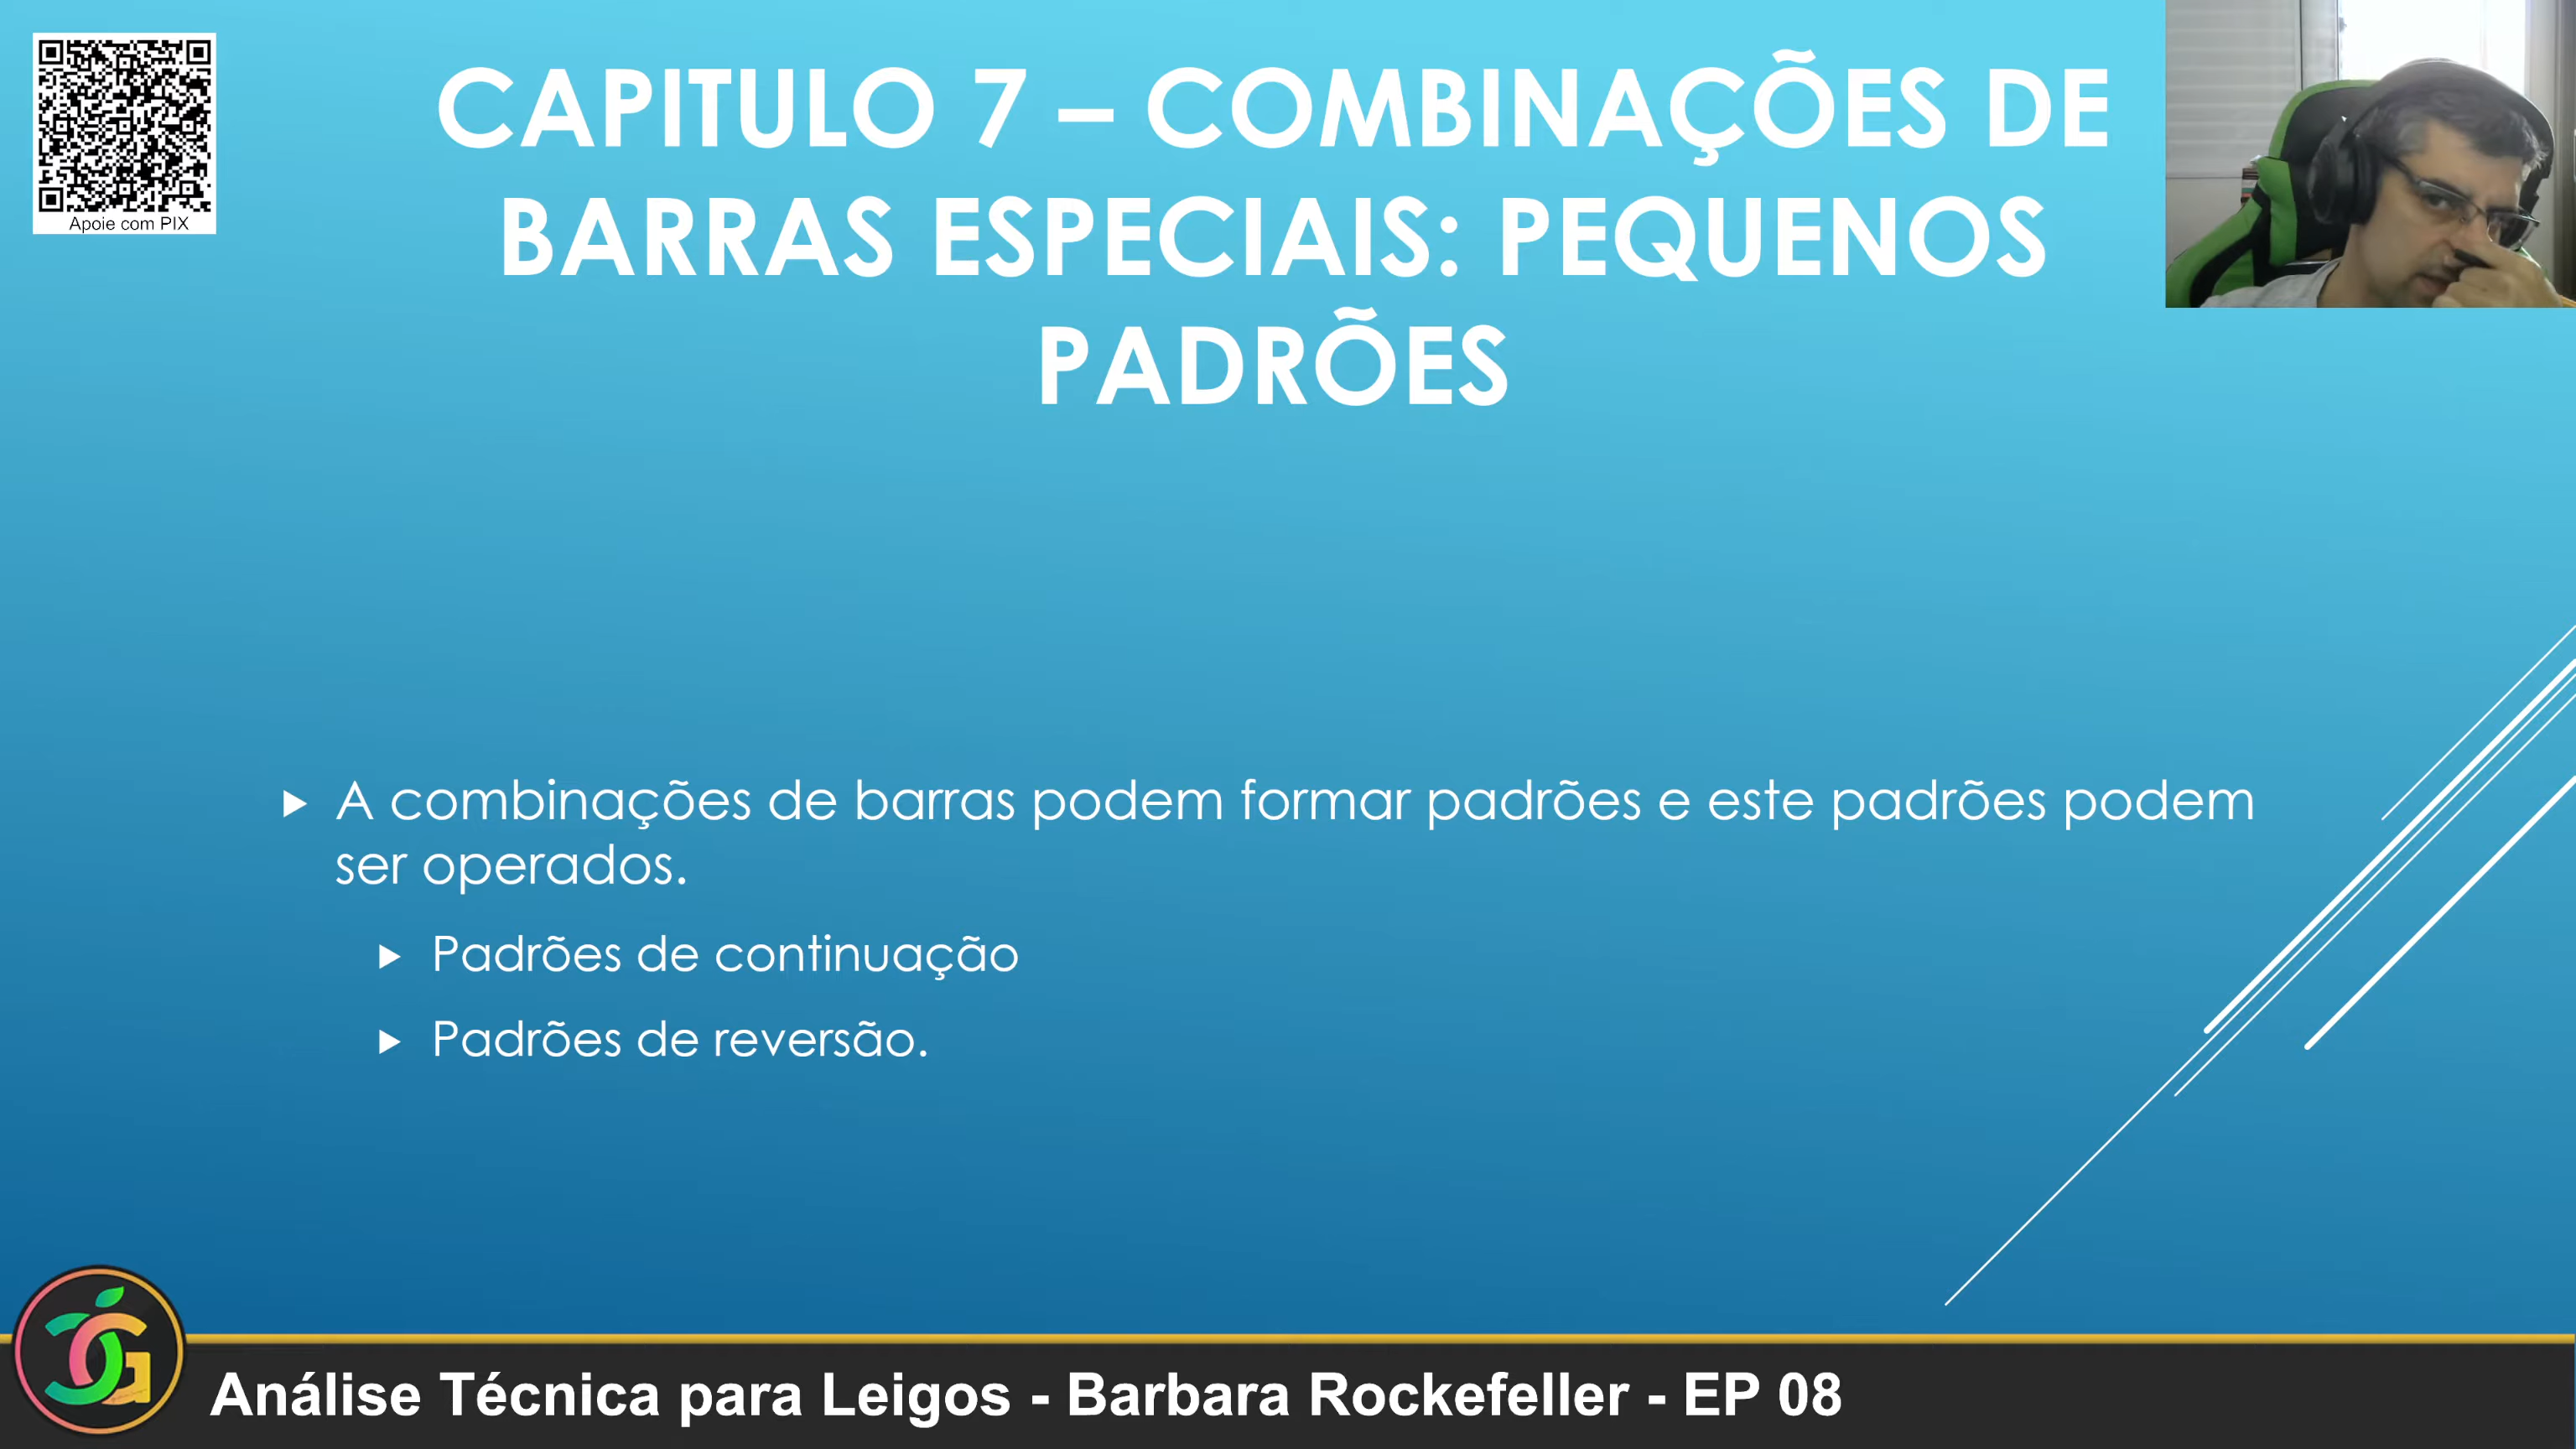 Apoie com PIX
CAPITULO 7 – COMBINAÇÕES DE
BARRAS ESPECIAIS: PEQUENOS
PADRÕES
A combinações de barras podem formar padrões e este padrões podem
ser operados.
Padrões de continuação
Padrões de reversão.
Análise Técnica para Leigos - Barbara Rockefeller - EP 08